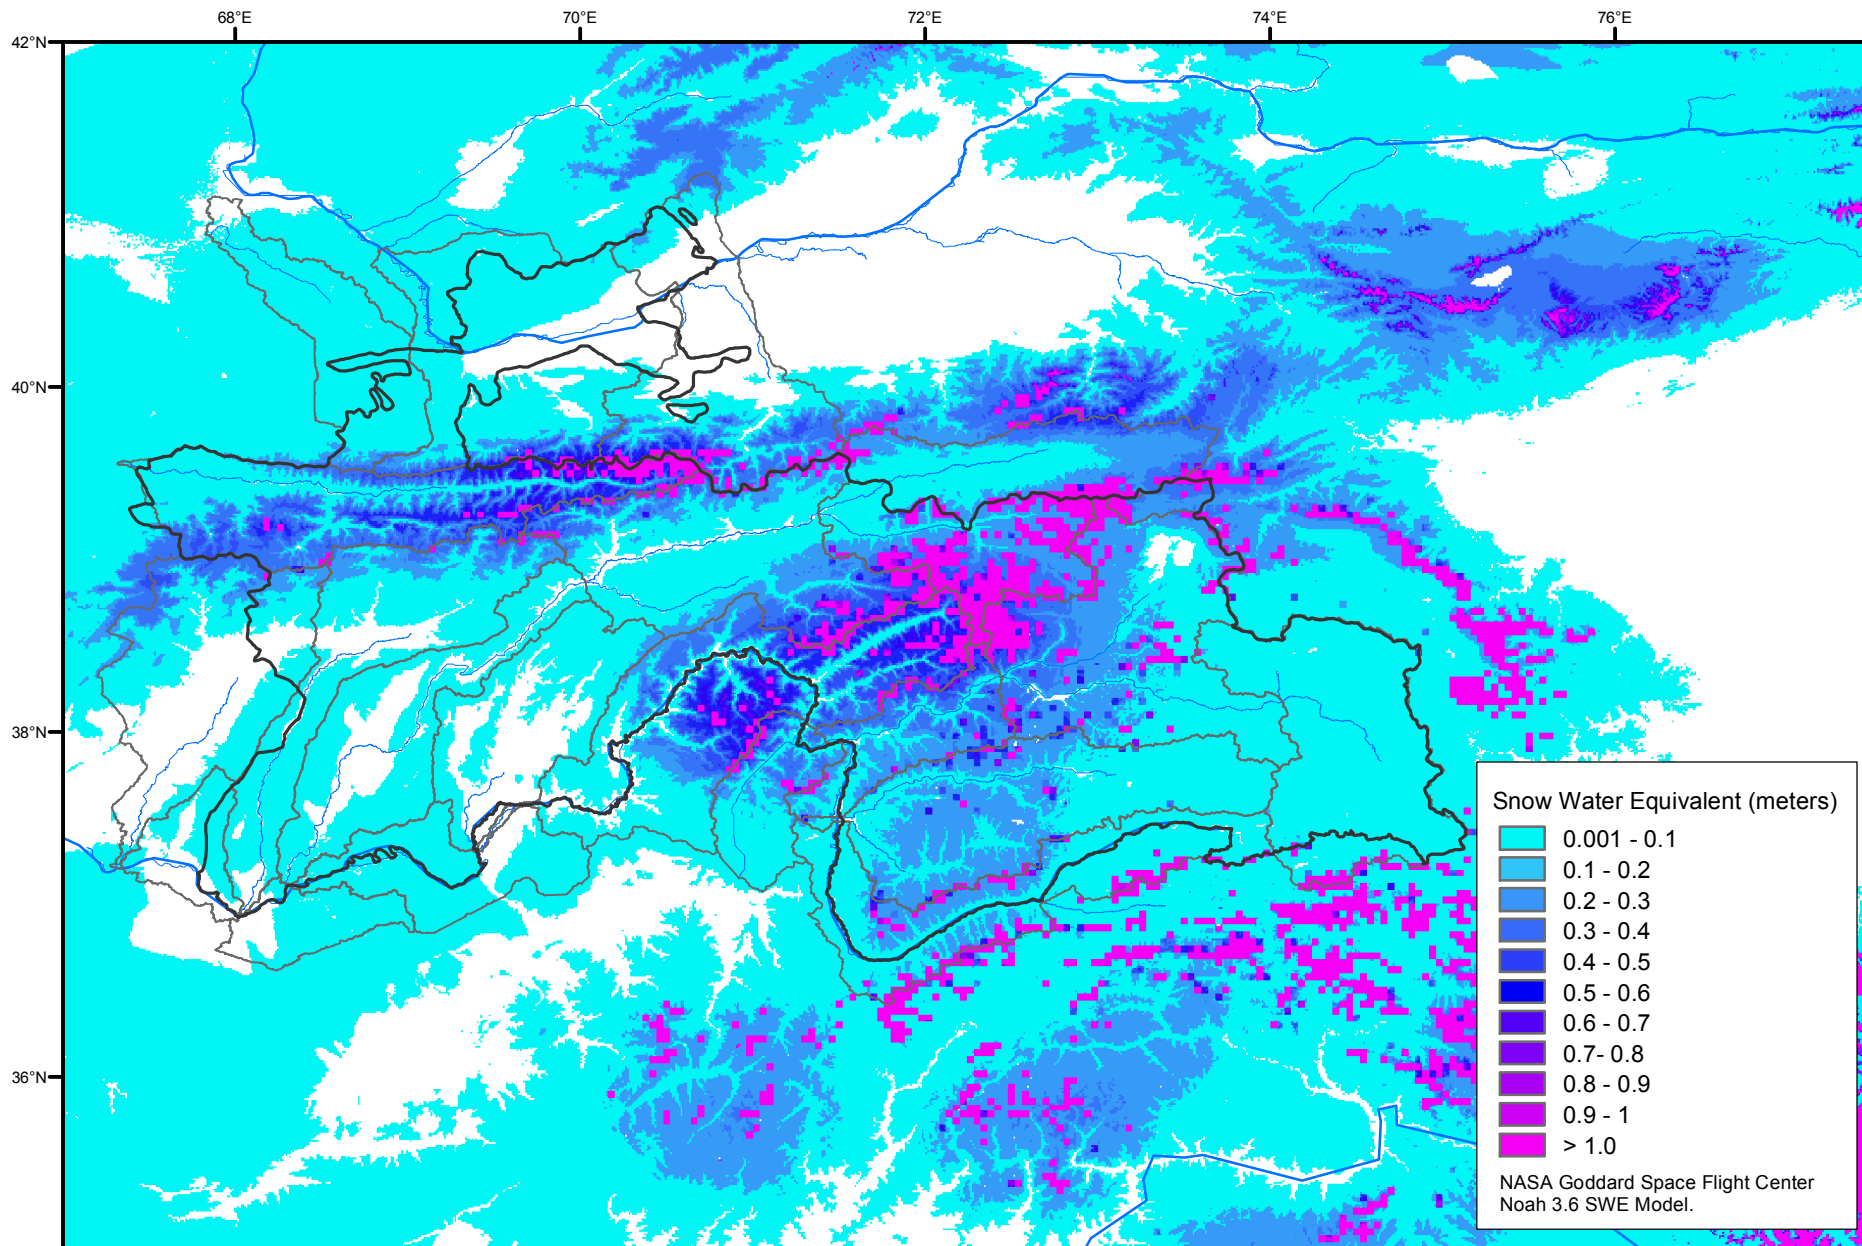 68°E 70°E 72°E 74°E 76°E
42°N
40°N
38°N
36°N
Snow Water Equivalent (meters)
0.001 - 0.1
0.1 - 0.2
0.2 - 0.3
0.3 - 0.4
0.4 - 0.5
0.5 - 0.6
0.6 - 0.7
0.7- 0.8
0.8 - 0.9
0.9 - 1
> 1.0
NASA Goddard Space Flight Center
Noah 3.6 SWE Model.